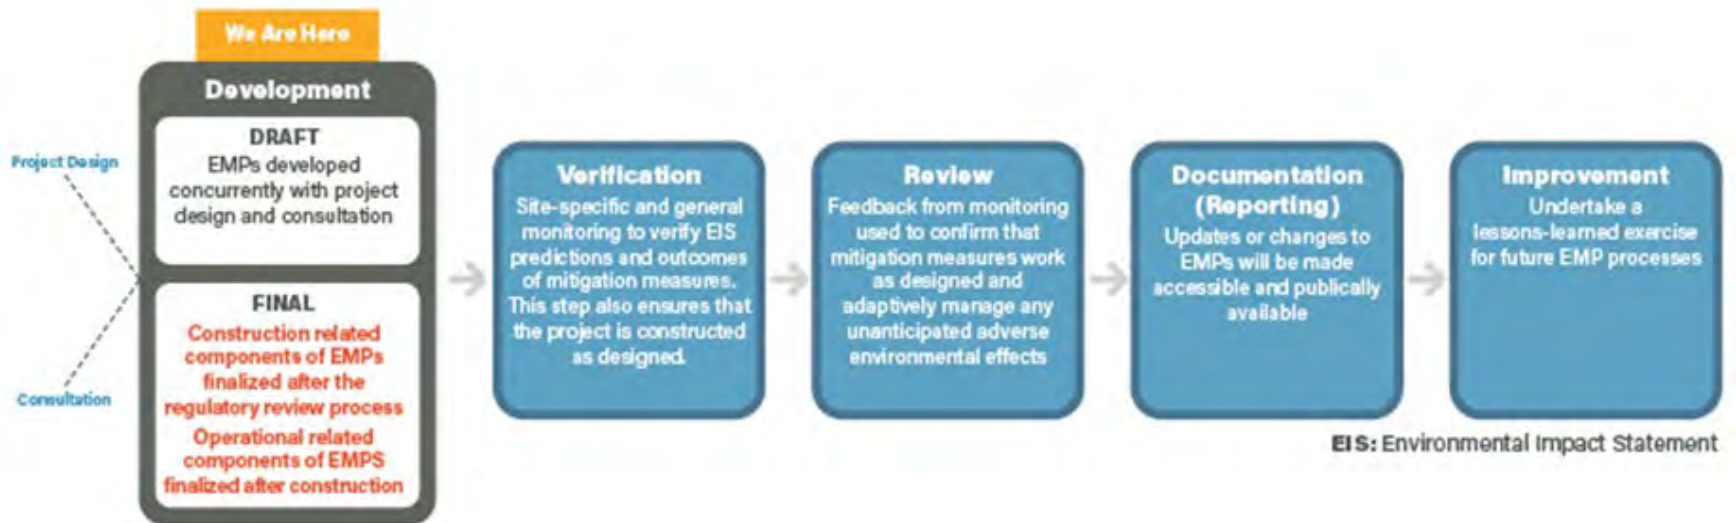 We Are Here
Development
DRAFT
EMPs developed
concurrently with project
design and consultation
FINAL
Construction related
components of EMPs
finalized after the
regulatory review process
Operational related
components of EMPS
finalized after construction
Project Design
Consultation
Verification
Site-specific and general
monitoring to verify EIS
predictions and outcomes
of mitigation measures.
This step also ensures that
the project is constructed
as designed.
Review
Feedback from monitoring
used to confirm that
mitigation measures work
as designed and
adaptively manage any
unanticipated adverse
environmental effects
Documentation
(Reporting)
Updates or changes to
EMPs will be made
accessible and publically
available
Improvement
Undertake a
lessons-learned exercise
for future EMP processes
EIS: Environmental Impact Statement